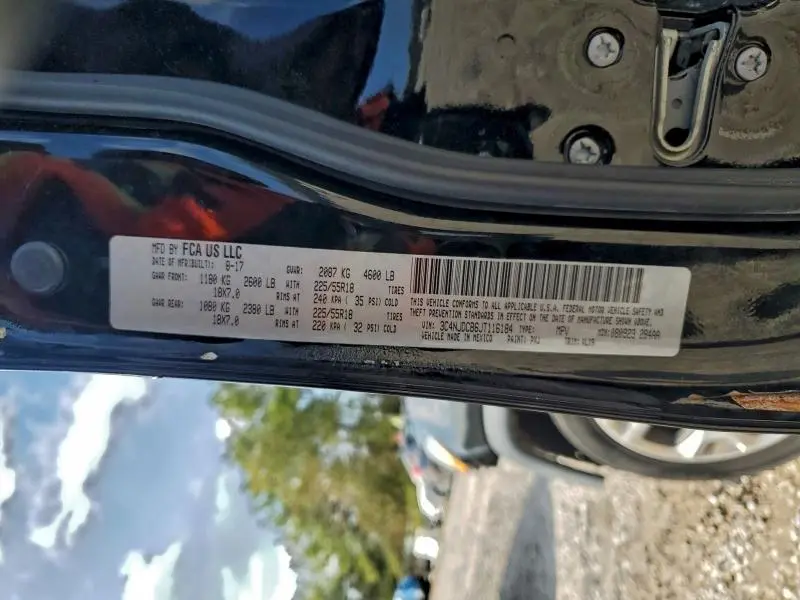 MFD BY FCA US LLC
DATE OF MFR(BUILT): 8-17 GVWR: 2087 KG 4600 LB
GAWR FRONT: 1180 KG 2600 LB WITH 225/55R18 TIRES
18X7.0 RIMS AT 240 KPA ( 35 PSI) COLD
GAWR REAR: 1080 KG 2380 LB WITH 225/55R18 TIRES
18X7.0 RIMS AT 220 KPA ( 32 PSI) COLD
THIS VEHICLE CONFORMS TO ALL APPLICABLE U.S.A. FEDERAL MOTOR VEHICLE SAFETY AND
THEFT PREVENTION STANDARDS IN EFFECT ON THE DATE OF MANUFACTURE SHOWN ABOVE.
VIN: 3C4NJDCB6JT116184 TYPE: MPV
VEHICLE MADE IN MEXICO PAINT: PXJ